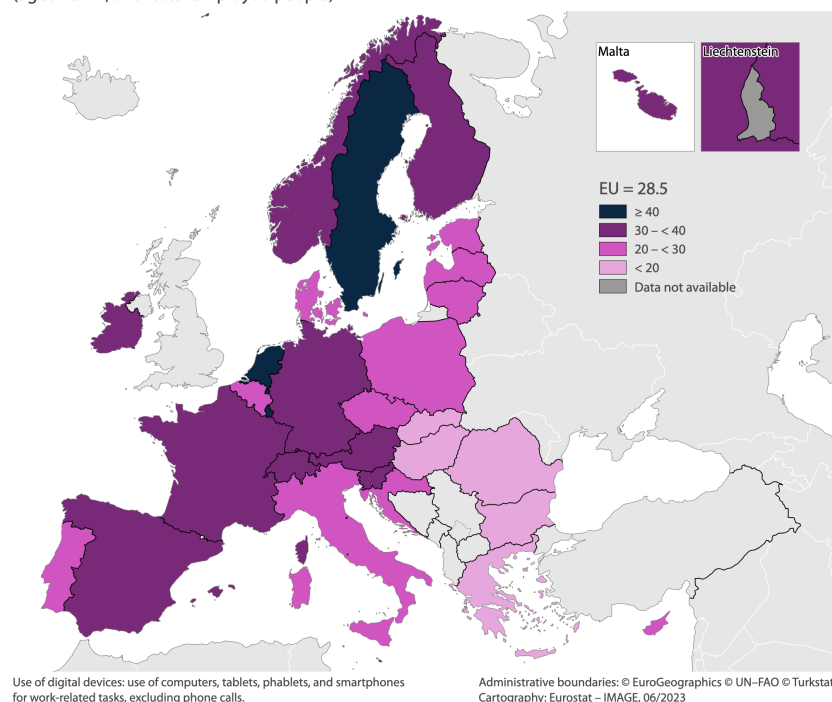 Malta
Liechtenstein
EU = 28.5
≥ 40
30 – < 40
20 – < 30
< 20
Data not available
Use of digital devices: use of computers, tablets, phablets, and smartphones
for work-related tasks, excluding phone calls.
Administrative boundaries: © EuroGeographics © UN–FAO © Turkstat
Cartography: Eurostat – IMAGE, 06/2023